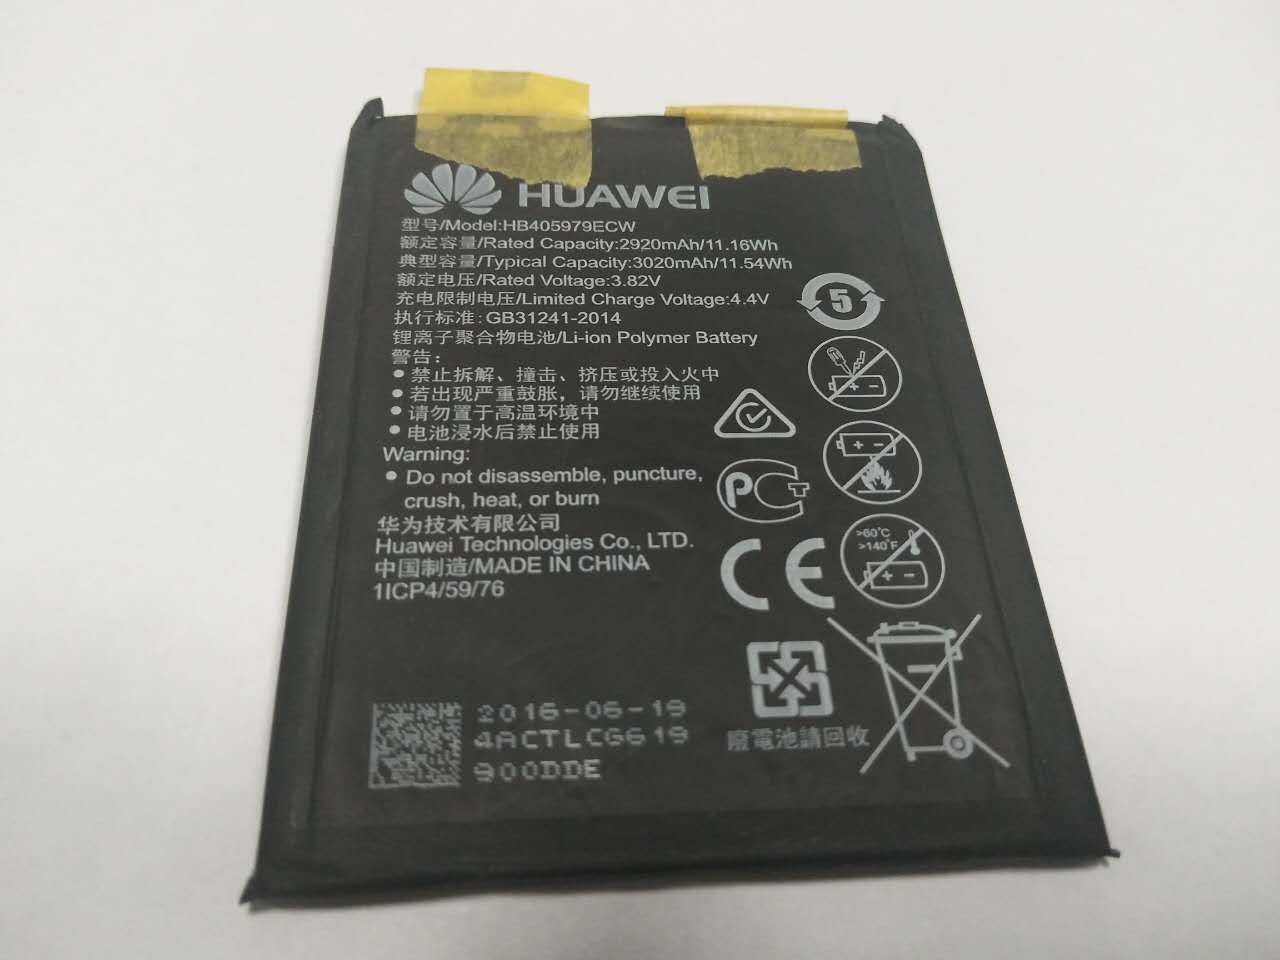 HUAWEI
型号/Model:HB405979ECW
额定容量/Rated Capacity:2920mAh/11.16Wh
典型容量/Typical Capacity:3020mAh/11.54Wh
额定电压/Rated Voltage:3.82V
充电限制电压/Limited Charge Voltage:4.4V
执行标准:GB31241-2014
锂离子聚合物电池/Li-ion Polymer Battery
警告:
• 禁止拆解、撞击、挤压或投入火中
• 若出现严重鼓胀，请勿继续使用
• 请勿置于高温环境中
• 电池浸水后禁止使用
Warning:
• Do not disassemble, puncture,
crush, heat, or burn
华为技术有限公司
Huawei Technologies Co., LTD.
中国制造/MADE IN CHINA
1ICP4/59/76
5
+ -
+ -
PCT
>60°C
>140°F
+ -
CE
2016-06-19
4ACTLCG619
900DDE
廢電池請回收